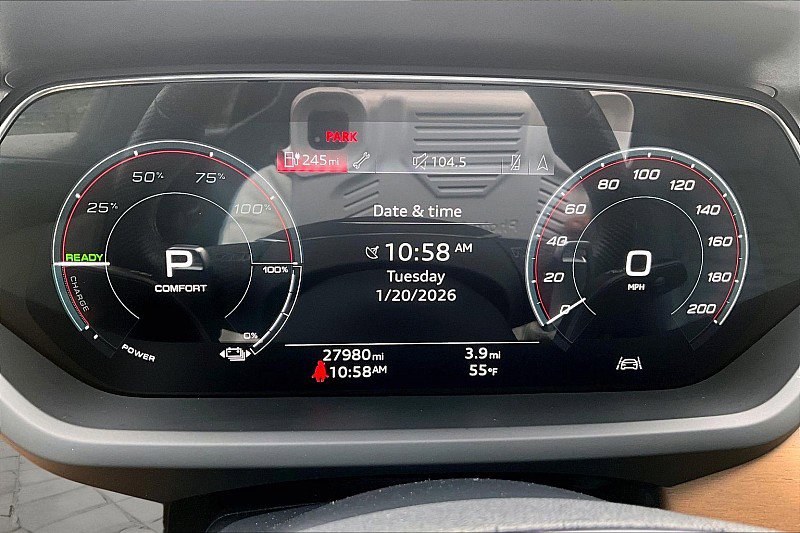 PARK
245mi
104.5
Date & time
10:58 AM
Tuesday
1/20/2026
27980mi 3.9mi
10:58AM 55°F
25%
50%
75%
100%
READY
P
COMFORT
CHARGE
POWER
100%
0%
0
20
40
60
80
100
120
140
160
180
200
0
MPH